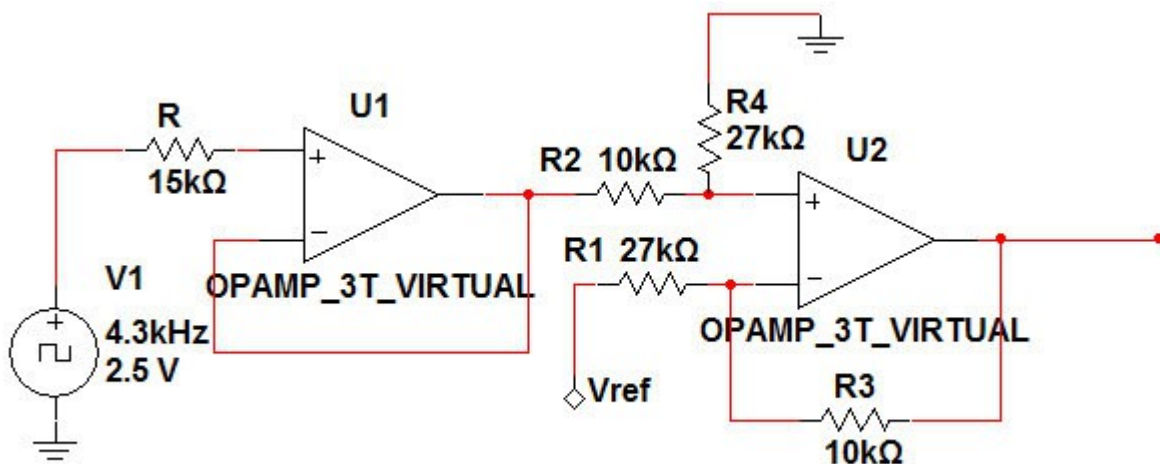 R
15kΩ
U1
OPAMP_3T_VIRTUAL
V1
4.3kHz
2.5 V
R2 10kΩ
R4
27kΩ
U2
R1 27kΩ
OPAMP_3T_VIRTUAL
Vref
R3
10kΩ